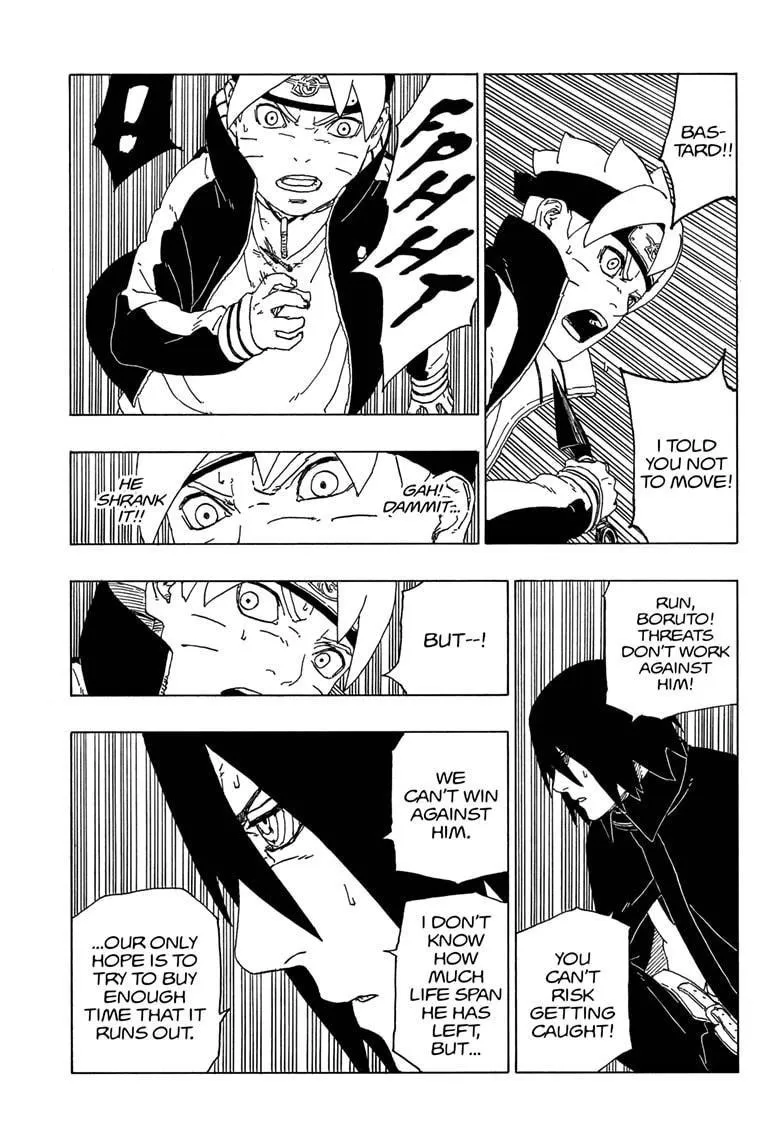 BAS-
TARD!!
I TOLD
YOU NOT
TO MOVE!
FPHHT
!
GAH!
DAMMIT...
HE
SHRANK
IT!!
RUN,
BORUTO!
THREATS
DON'T WORK
AGAINST
HIM!
YOU
CAN'T
RISK
GETTING
CAUGHT!
BUT--!
WE
CAN'T WIN
AGAINST
HIM.
I DON'T
KNOW
HOW
MUCH
LIFE SPAN
HE HAS
LEFT,
BUT...
...OUR ONLY
HOPE IS TO
TRY TO BUY
ENOUGH
TIME THAT IT
RUNS OUT.